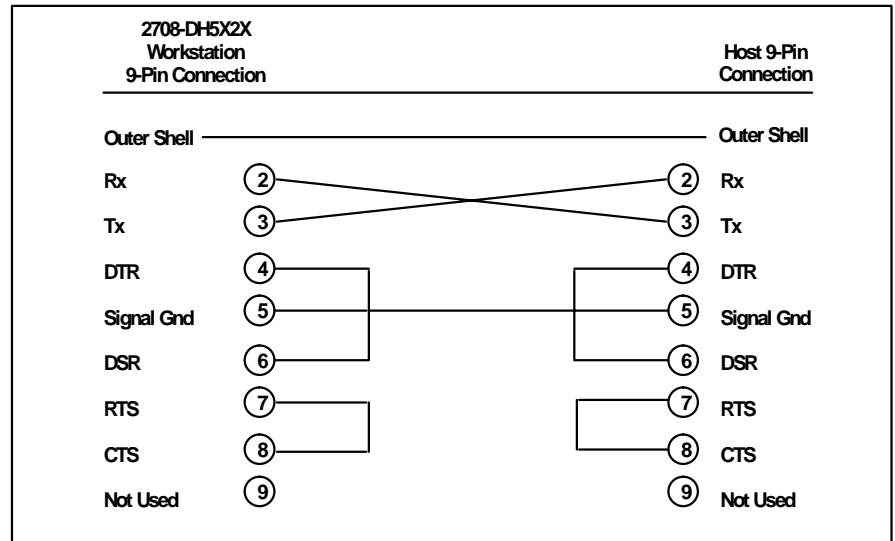 2708-DH5X2X
Workstation
9-Pin Connection
Host 9-Pin
Connection
Outer Shell Outer Shell
Rx 2 2 Rx
Tx 3 3 Tx
DTR 4 4 DTR
Signal Gnd 5 5 Signal Gnd
DSR 6 6 DSR
RTS 7 7 RTS
CTS 8 8 CTS
Not Used 9 9 Not Used